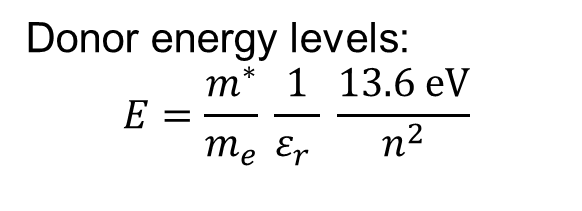 Donor energy levels:
E = m*/mₑ 1/εᵣ 13.6 eV/n²